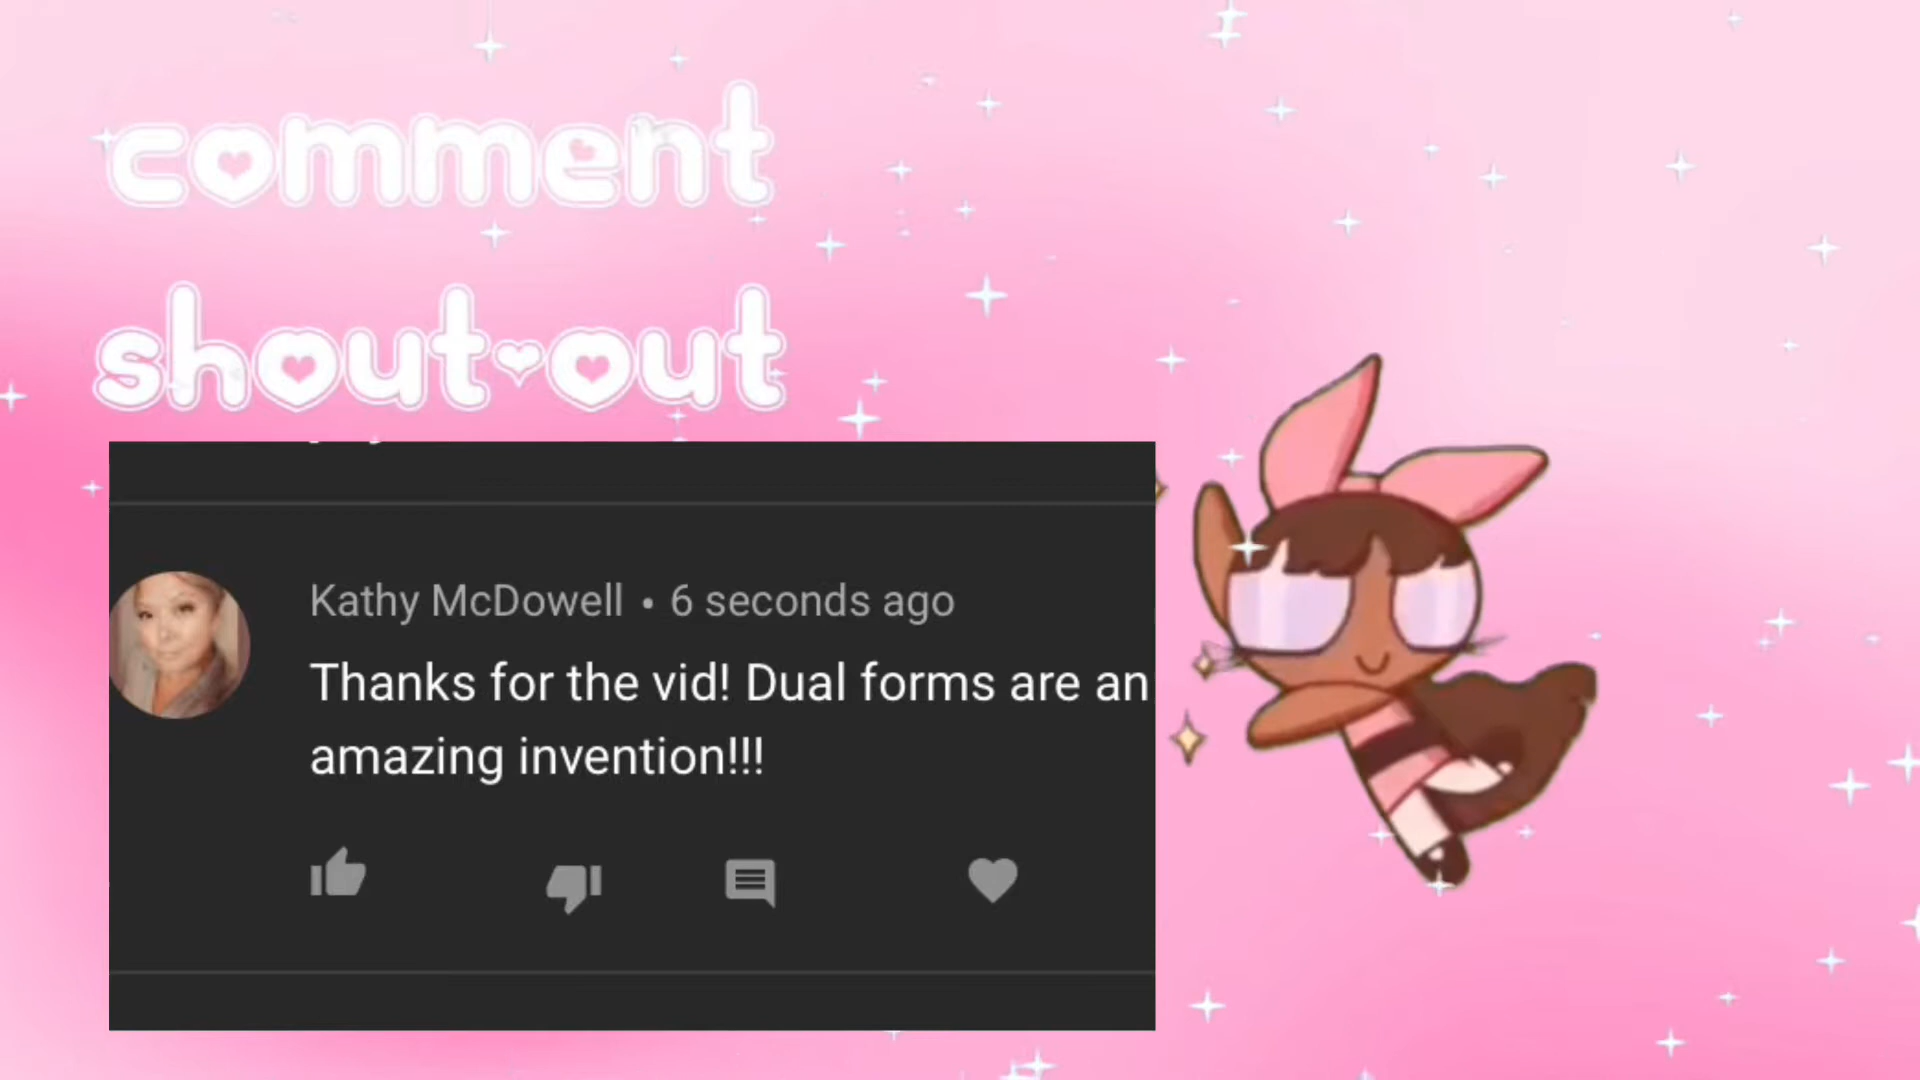 comment
shout-out
Kathy McDowell • 6 seconds ago
Thanks for the vid! Dual forms are an
amazing invention!!!